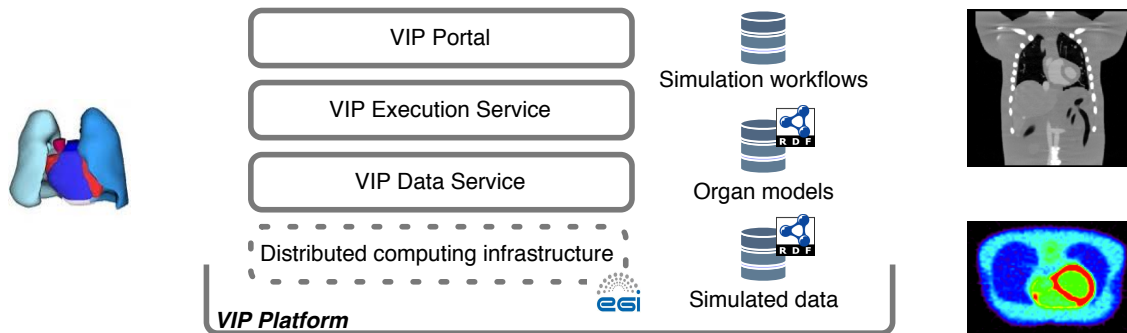 VIP Portal
VIP Execution Service
VIP Data Service
Distributed computing infrastructure
egi
VIP Platform
Simulation workflows
RDF
Organ models
RDF
Simulated data